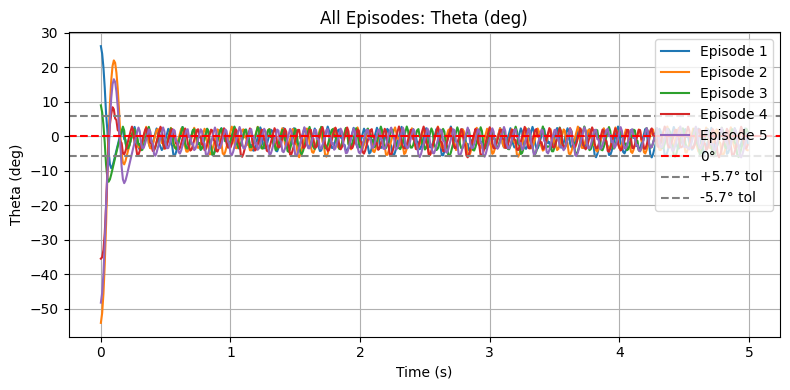 All Episodes: Theta (deg)
Theta (deg)
30
20
10
0
−10
−20
−30
−40
−50
0
1
2
3
4
5
Time (s)
Episode 1
Episode 2
Episode 3
Episode 4
Episode 5
0°
+5.7° tol
-5.7° tol